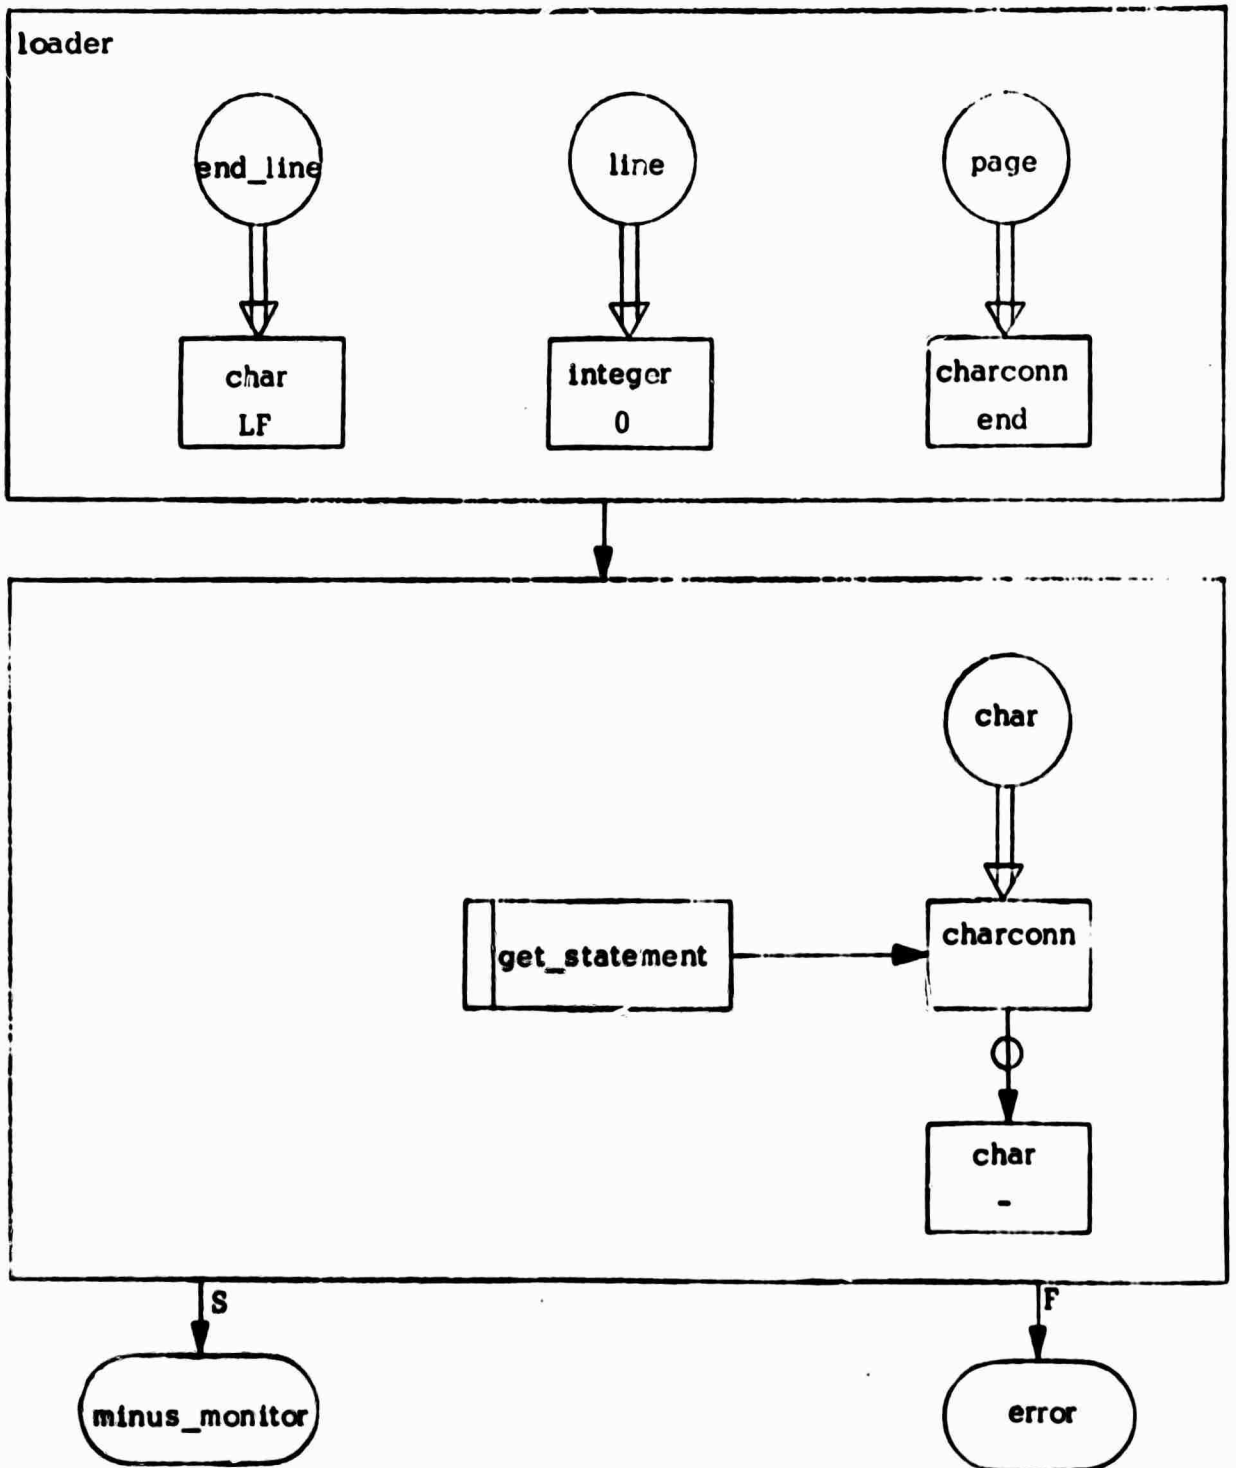 loader
end_line line page
char integer charconn
LF 0 end
char
charconn
get_statement
char
-
S F
minus_monitor error